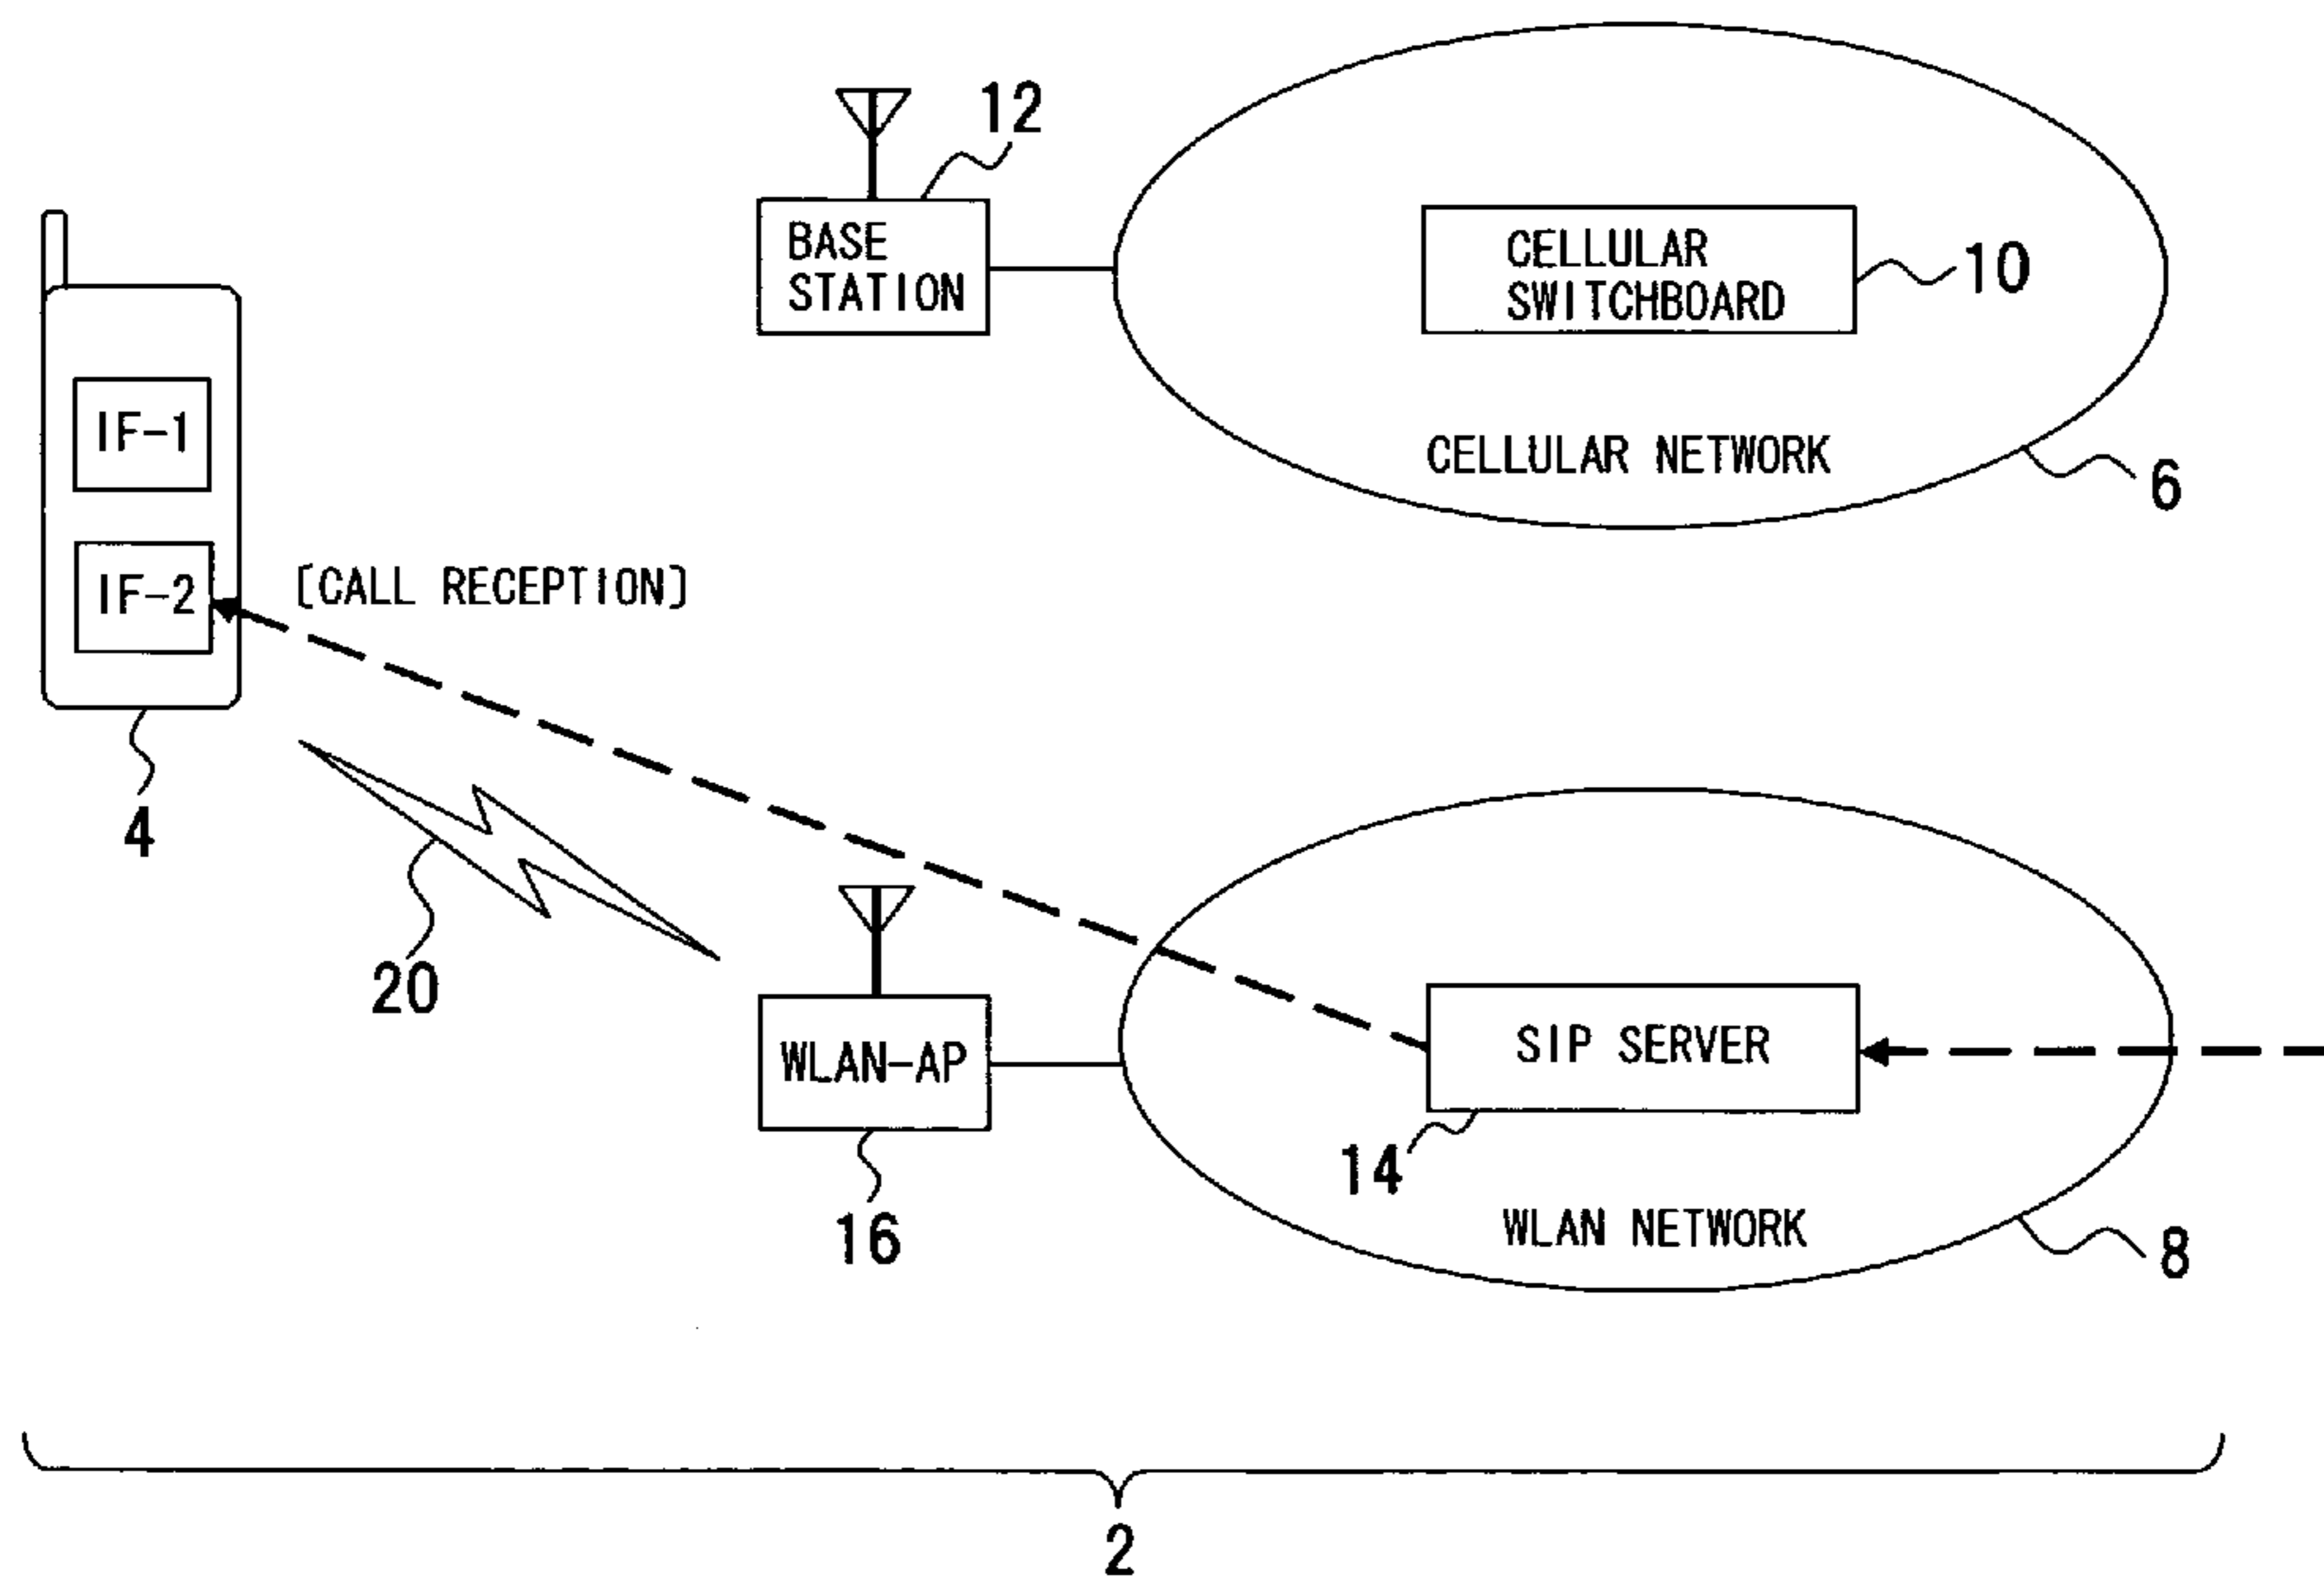 12
BASE
STATION
CELLULAR
SWITCHBOARD
10
CELLULAR NETWORK
6
IF-1
IF-2
[CALL RECEPTION]
4
20
WLAN-AP
16
SIP SERVER
14
WLAN NETWORK
8
2